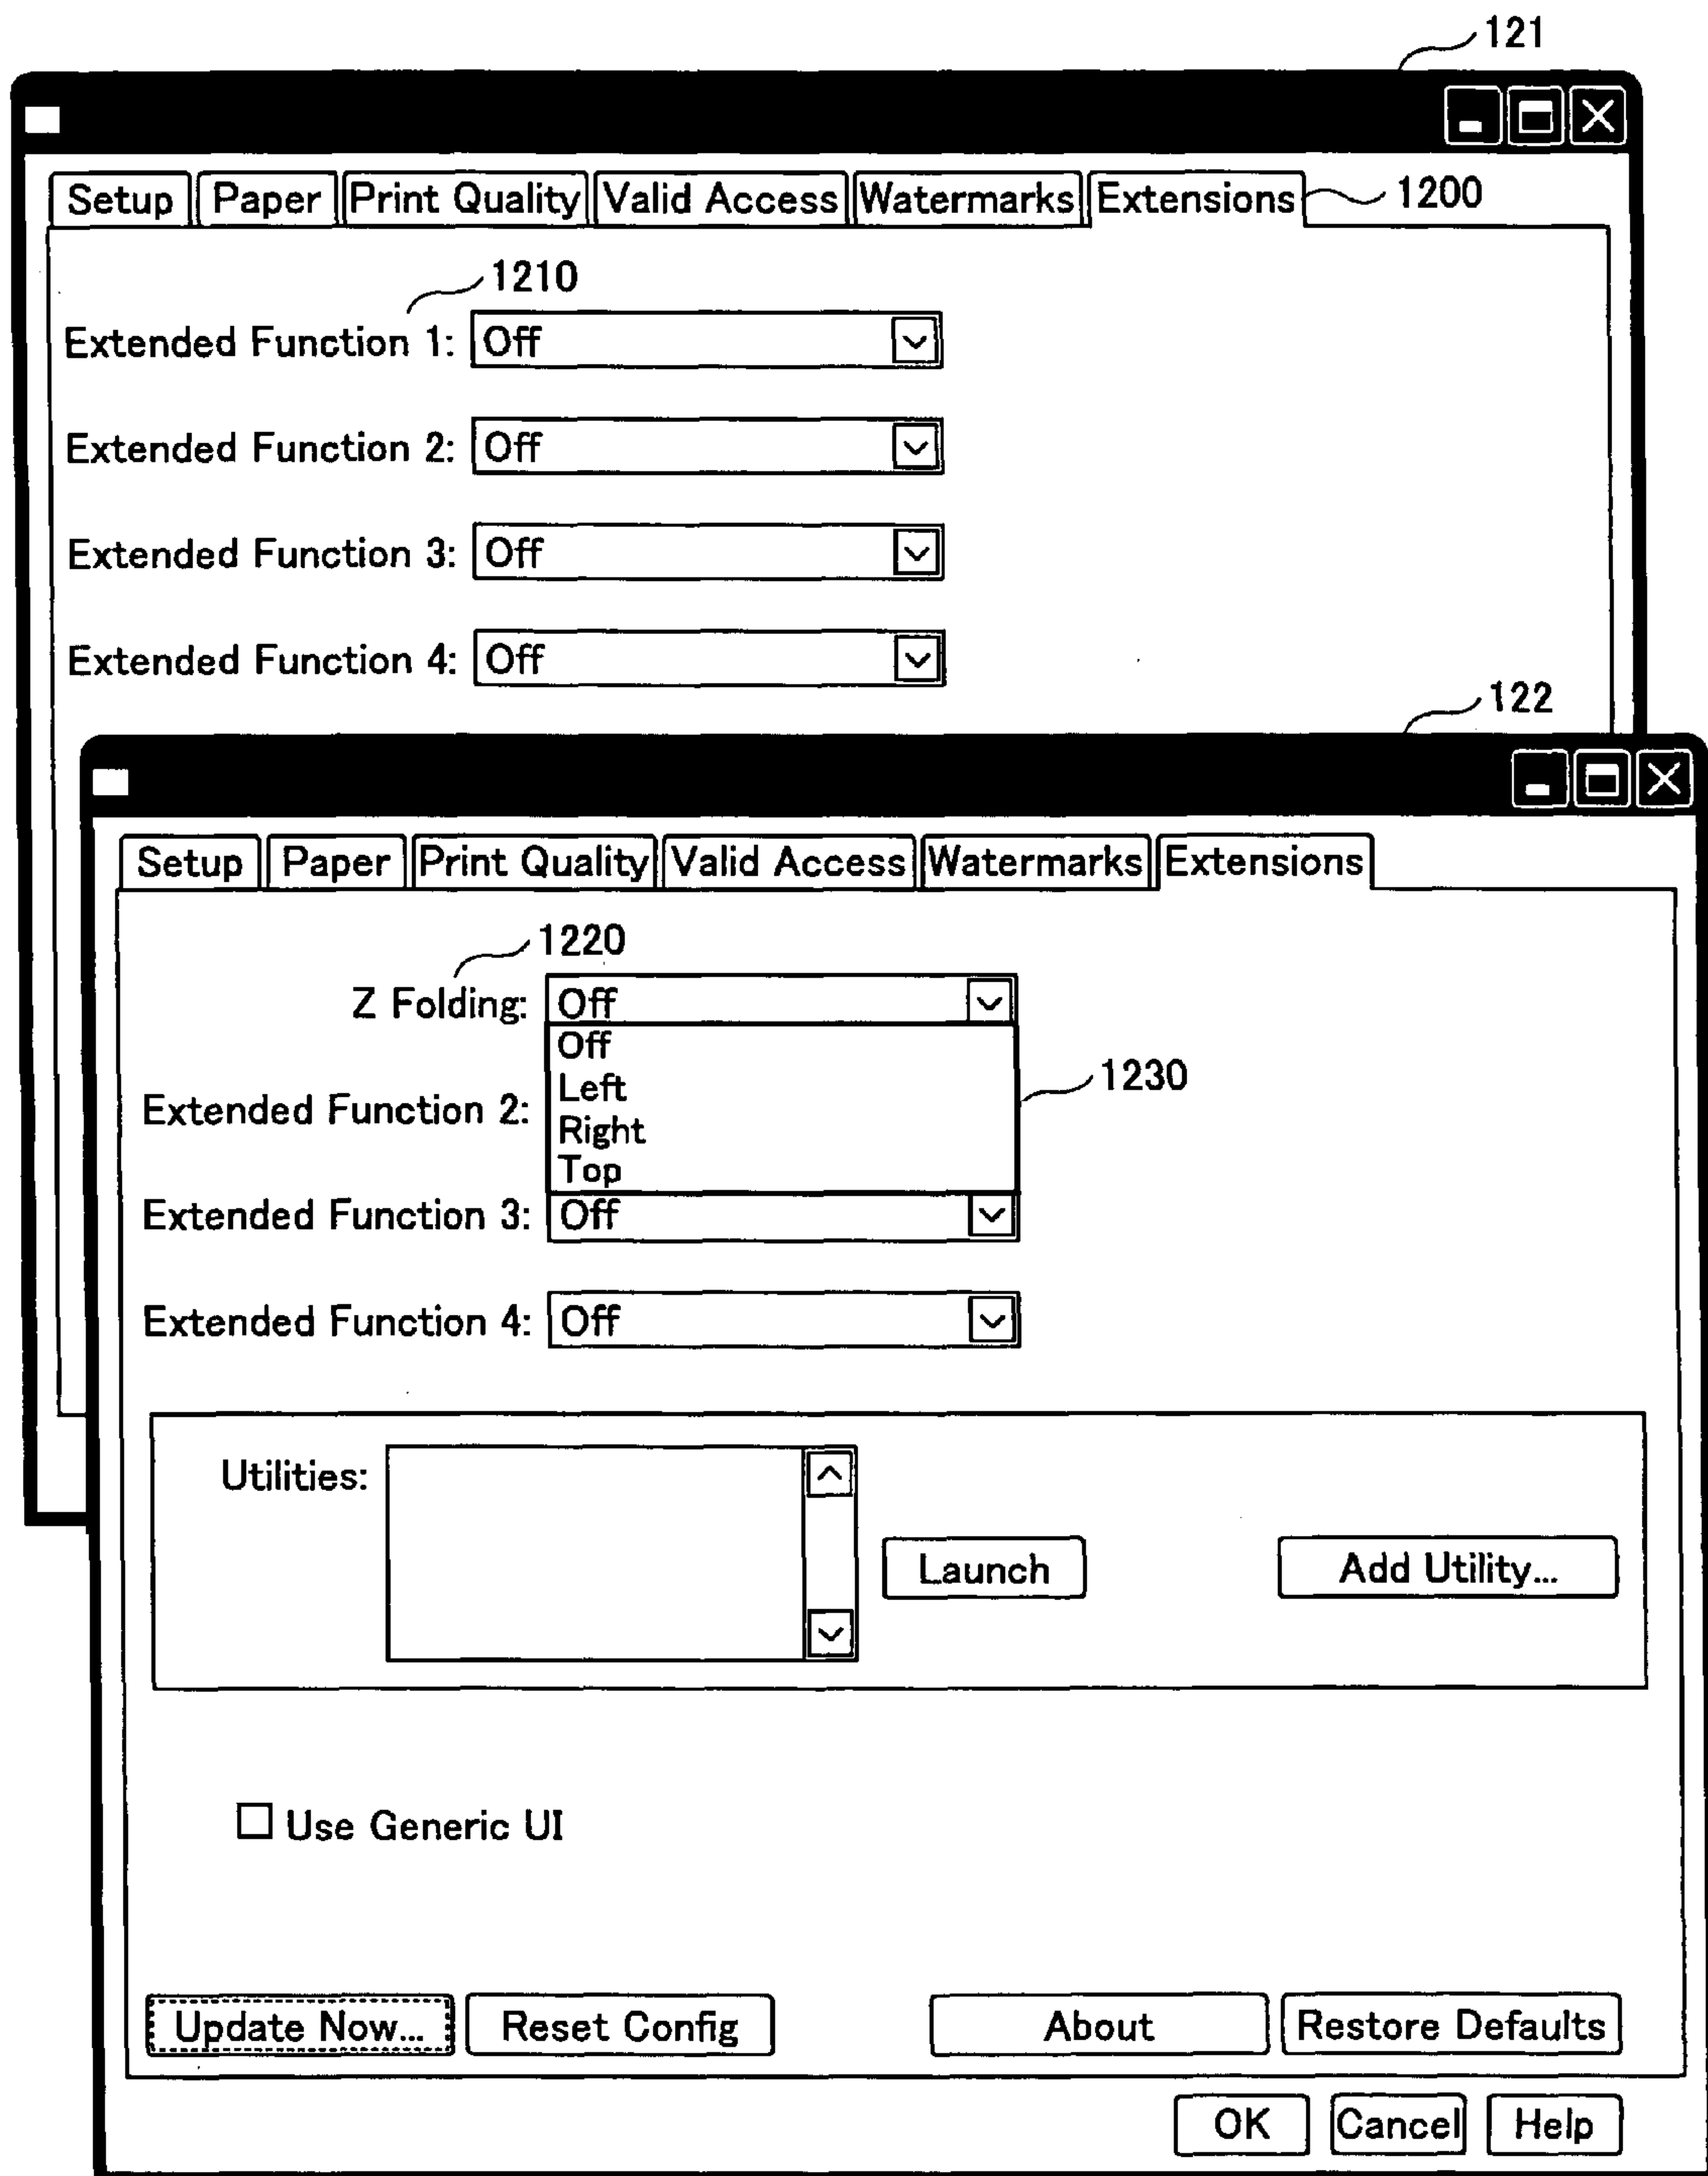 121
Setup Paper Print Quality Valid Access Watermarks Extensions 1200
1210
Extended Function 1: Off
Extended Function 2: Off
Extended Function 3: Off
Extended Function 4: Off
122
Setup Paper Print Quality Valid Access Watermarks Extensions
1220
Z Folding: Off
Off
Left
Right
Top
1230
Extended Function 2:
Extended Function 3: Off
Extended Function 4: Off
Utilities:
Launch Add Utility...
Use Generic UI
Update Now... Reset Config About Restore Defaults
OK Cancel Help